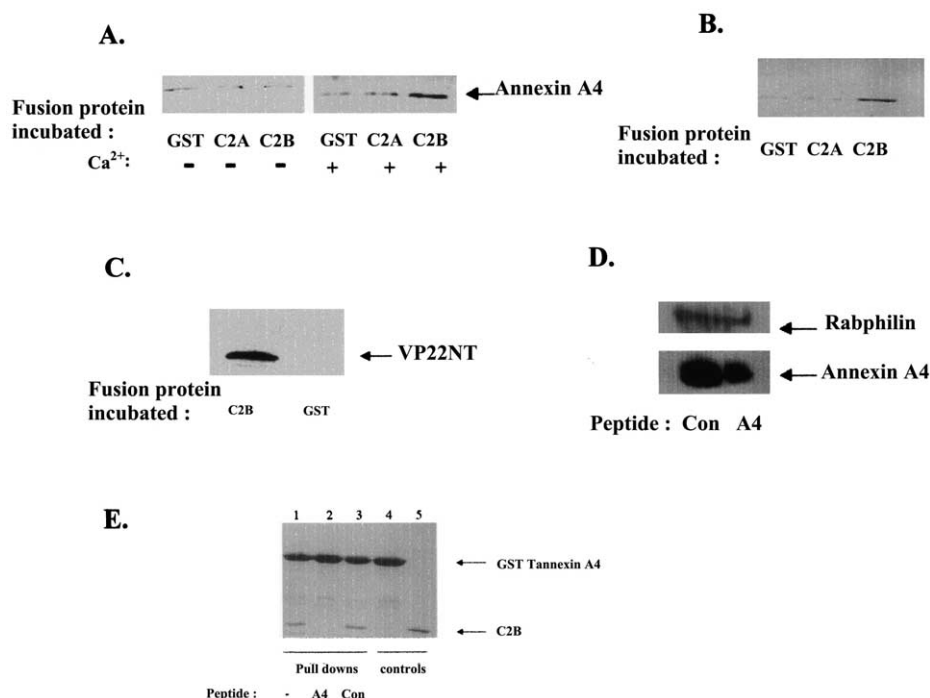 A.
Annexin A4
Fusion protein
incubated :
GST C2A C2B GST C2A C2B
Ca²⁺: - - - + + +
B.
Fusion protein
incubated :
GST C2A C2B
C.
VP22NT
Fusion protein
incubated :
C2B GST
D.
Rabphilin
Annexin A4
Peptide : Con A4
E.
1 2 3 4 5
GST Tannexin A4
C2B
Pull downs controls
Peptide : - A4 Con